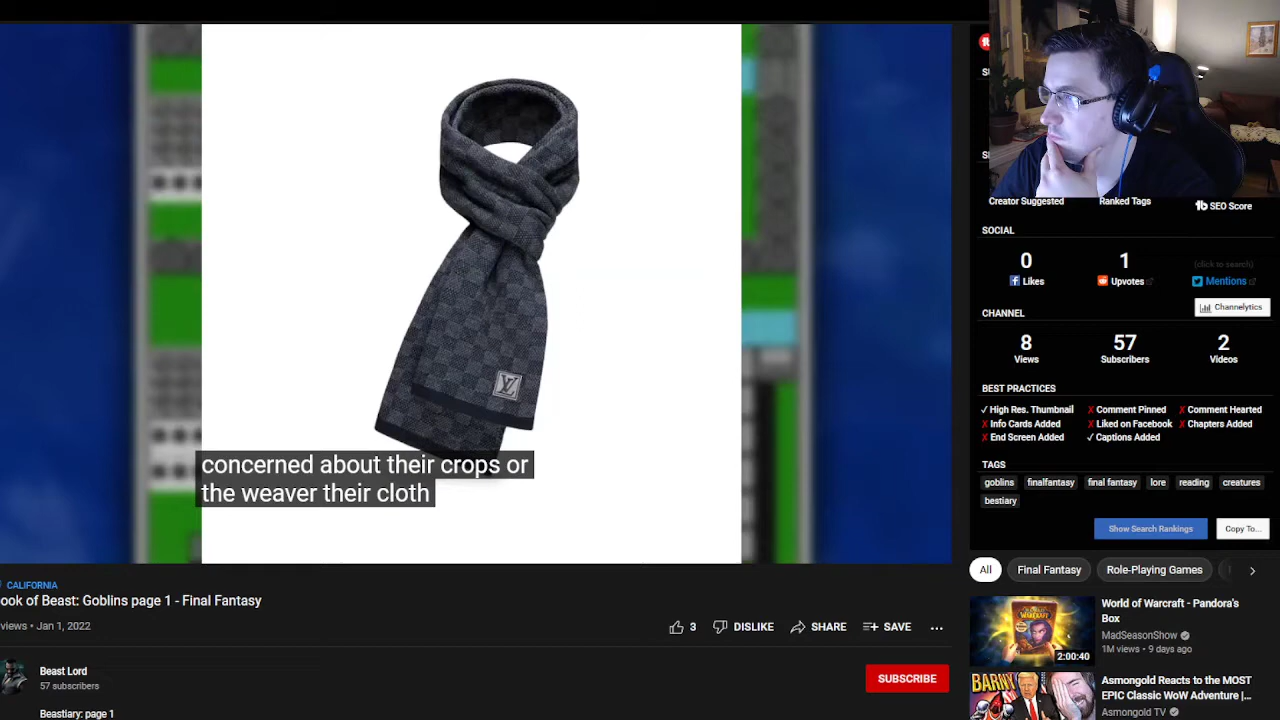 LV
concerned about their crops or
the weaver their cloth
CALIFORNIA
ook of Beast: Goblins page 1 - Final Fantasy
views • Jan 1, 2022
3
DISLIKE
SHARE
SAVE
Beast Lord
57 subscribers
SUBSCRIBE
Beastiary: page 1
Creator Suggested
Ranked Tags
SEO Score
SOCIAL
0
Likes
1
Upvotes
(click to search)
Mentions
Channelytics
CHANNEL
8
Views
57
Subscribers
2
Videos
BEST PRACTICES
✓ High Res. Thumbnail
✗ Comment Pinned
✗ Comment Hearted
✗ Info Cards Added
✗ Liked on Facebook
✗ Chapters Added
✗ End Screen Added
✓ Captions Added
TAGS
goblins
finalfantasy
final fantasy
lore
reading
creatures
bestiary
Show Search Rankings
Copy To...
All
Final Fantasy
Role-Playing Games
World of Warcraft - Pandora's
Box
MadSeasonShow
1M views • 9 days ago
2:00:40
BARNY
Asmongold Reacts to the MOST
EPIC Classic WoW Adventure |...
Asmongold TV